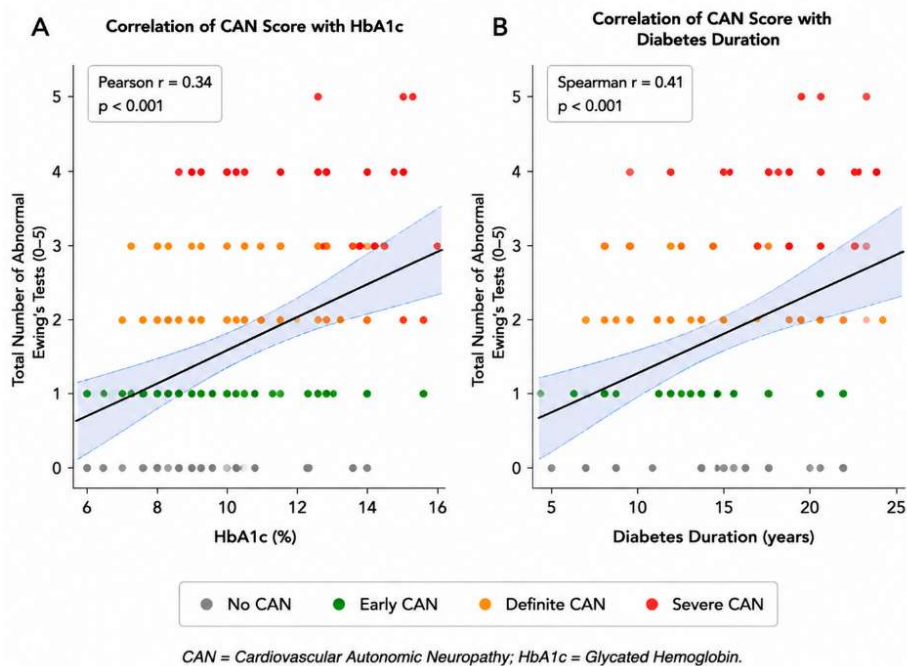 A
Correlation of CAN Score with HbA1c
Pearson r = 0.34
p < 0.001
Total Number of Abnormal
Ewing's Tests (0–5)
5
4
3
2
1
0
6
8
10
12
14
16
HbA1c (%)
B
Correlation of CAN Score with
Diabetes Duration
Spearman r = 0.41
p < 0.001
Total Number of Abnormal
Ewing's Tests (0–5)
5
4
3
2
1
0
5
10
15
20
25
Diabetes Duration (years)
No CAN
Early CAN
Definite CAN
Severe CAN
CAN = Cardiovascular Autonomic Neuropathy; HbA1c = Glycated Hemoglobin.